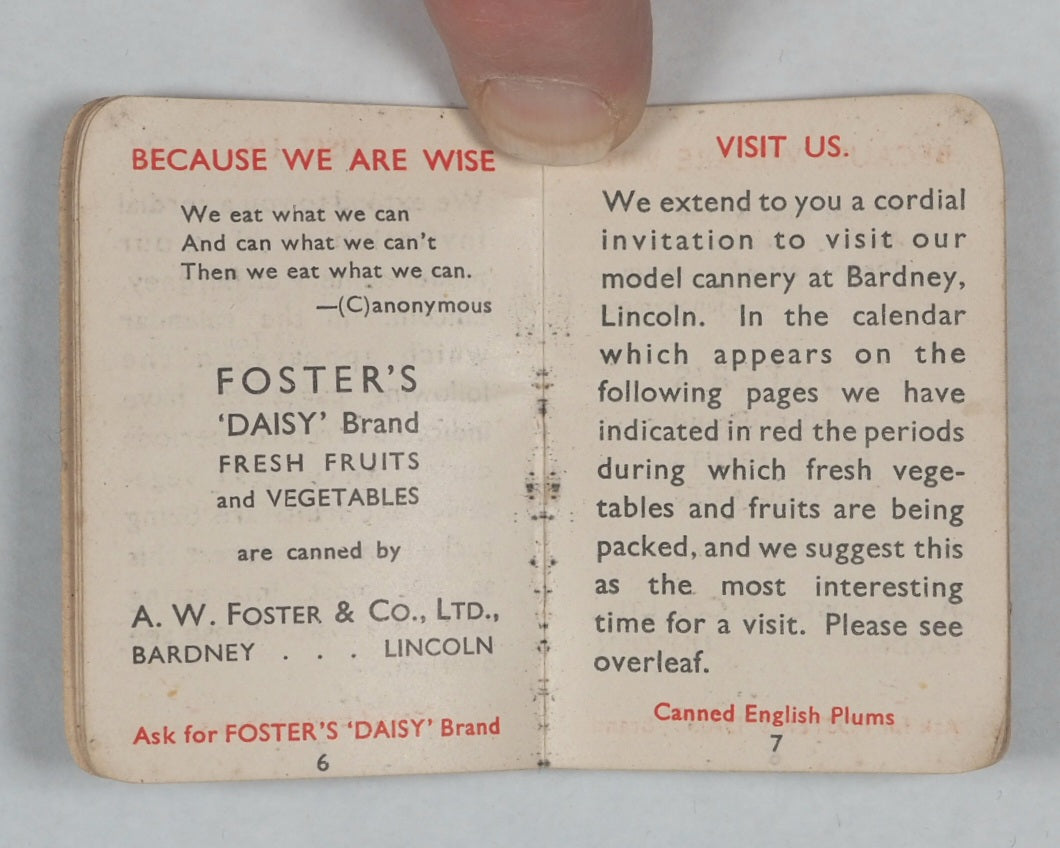 BECAUSE WE ARE WISE
We eat what we can
And can what we can't
Then we eat what we can.
—(C)anonymous
FOSTER'S
'DAISY' Brand
FRESH FRUITS
and VEGETABLES
are canned by
A. W. FOSTER & CO., LTD.,
BARDNEY . . . LINCOLN
Ask for FOSTER'S 'DAISY' Brand
6
VISIT US.
We extend to you a cordial
invitation to visit our
model cannery at Bardney,
Lincoln. In the calendar
which appears on the
following pages we have
indicated in red the periods
during which fresh vege-
tables and fruits are being
packed, and we suggest this
as the most interesting
time for a visit. Please see
overleaf.
Canned English Plums
7